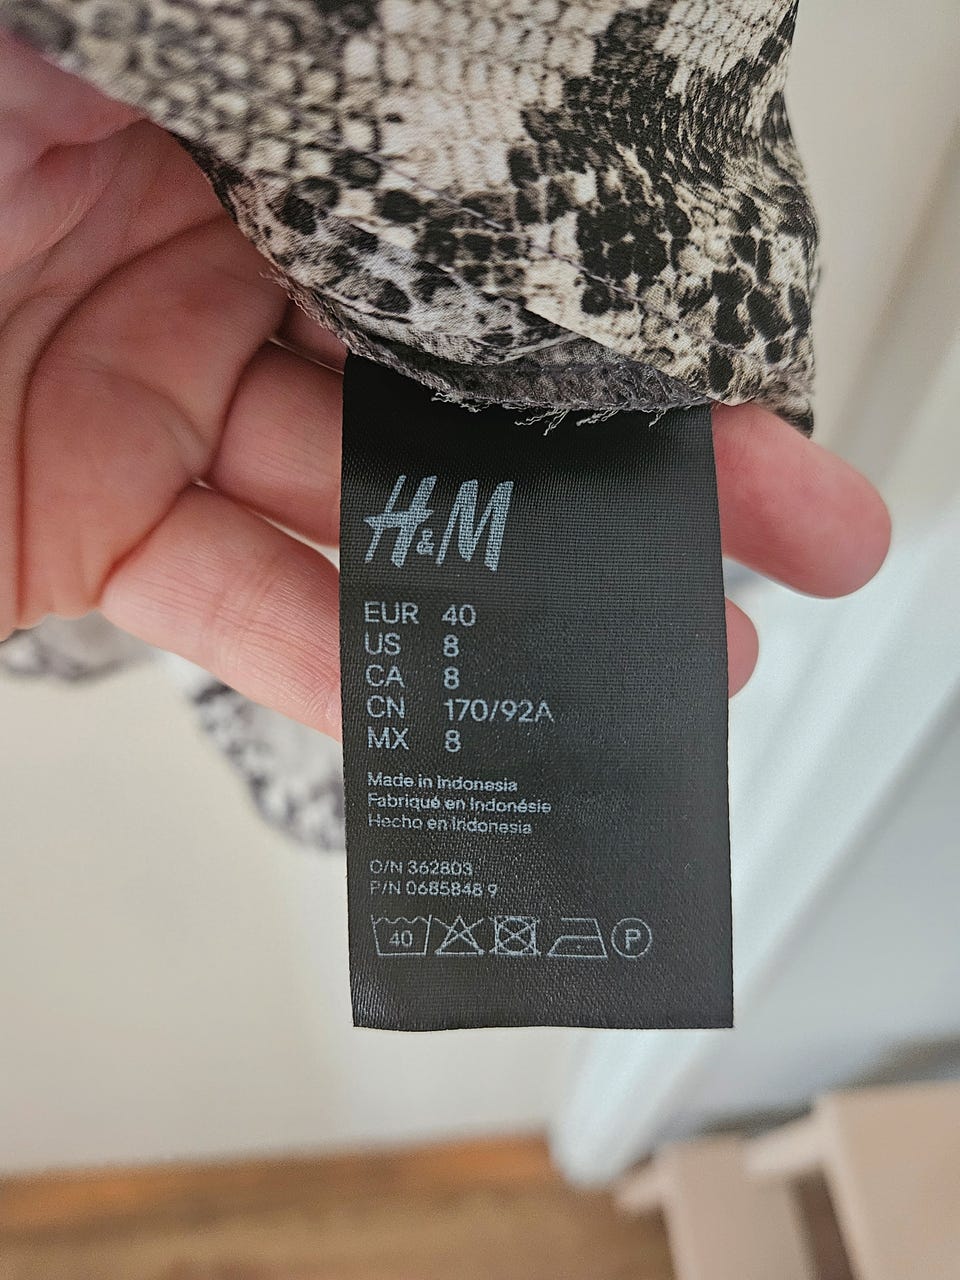 H&M
EUR 40
US 8
CA 8
CN 170/92A
MX 8
Made in Indonesia
Fabriqué en Indonésie
Hecho en Indonesia
O/N 362803
P/N 0685848 9
40 P